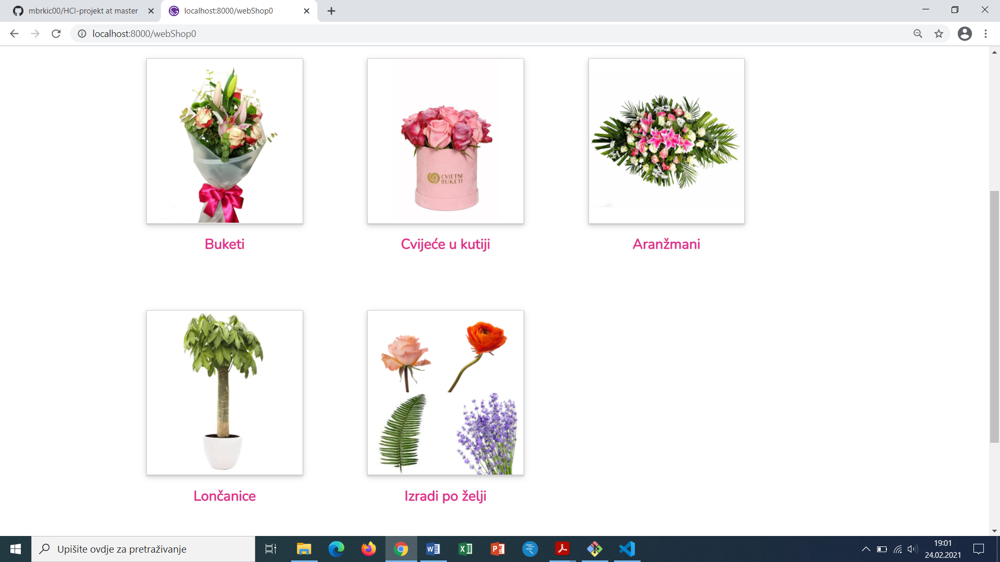 mbrkic00/HCI-projekt at master
localhost:8000/webShop0
localhost:8000/webShop0
CVJETNI
BUKETI
Buketi
Cvijeće u kutiji
Aranžmani
Lončanice
Izradi po želji
Upišite ovdje za pretraživanje
19:01
24.02.2021